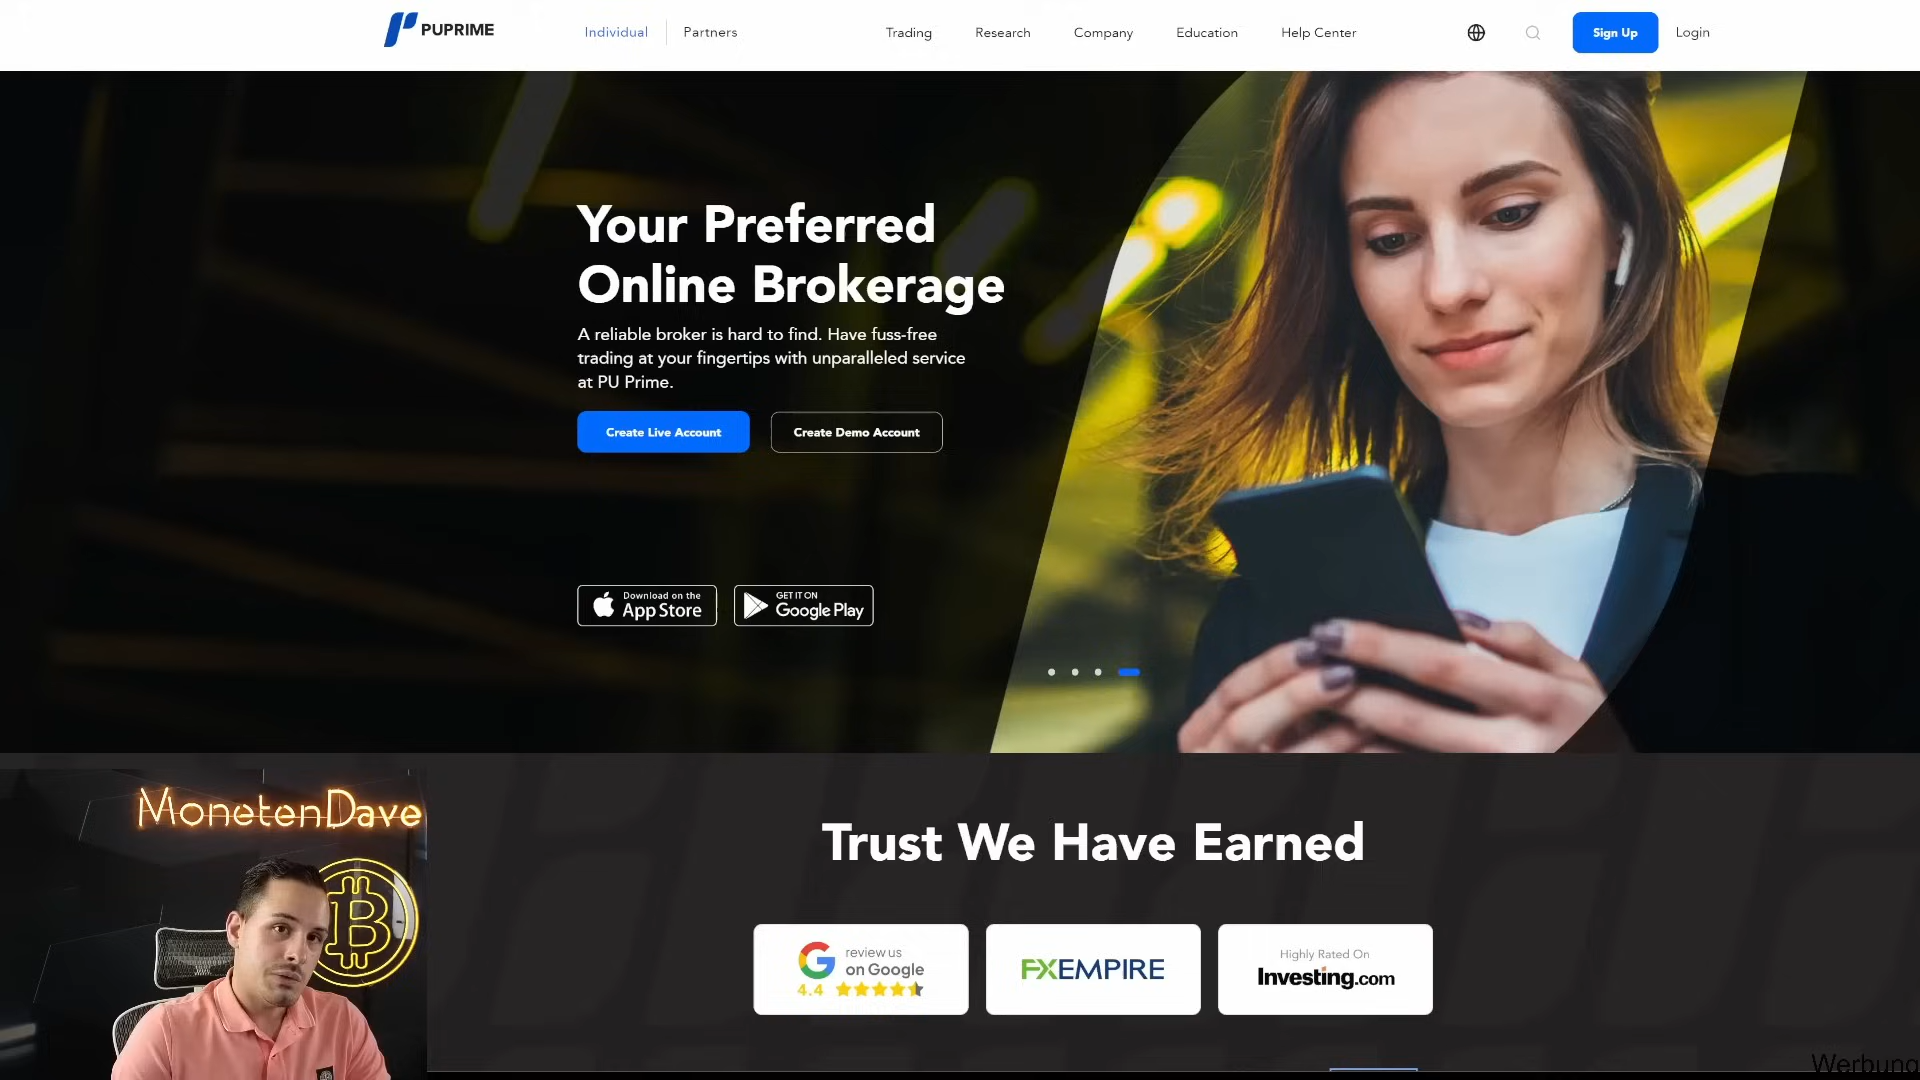 PUPRIME
Individual
Partners
Trading
Research
Company
Education
Help Center
Sign Up
Login
Your Preferred
Online Brokerage
A reliable broker is hard to find. Have fuss-free
trading at your fingertips with unparalleled service
at PU Prime.
Create Live Account
Create Demo Account
Download on the
App Store
GET IT ON
Google Play
MonetenDave
Trust We Have Earned
review us
on Google
4.4
FXEMPIRE
Highly Rated On
Investing.com
Werbung